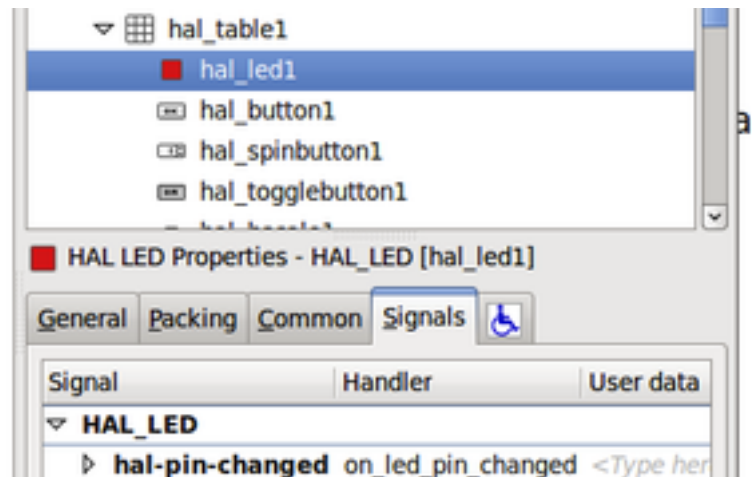 hal_table1
hal_led1
hal_button1
a
hal_spinbutton1
hal_togglebutton1
HAL LED Properties - HAL_LED [hal_led1]
General Packing Common Signals
Signal Handler User data
HAL_LED
hal-pin-changed on_led_pin_changed <Type her